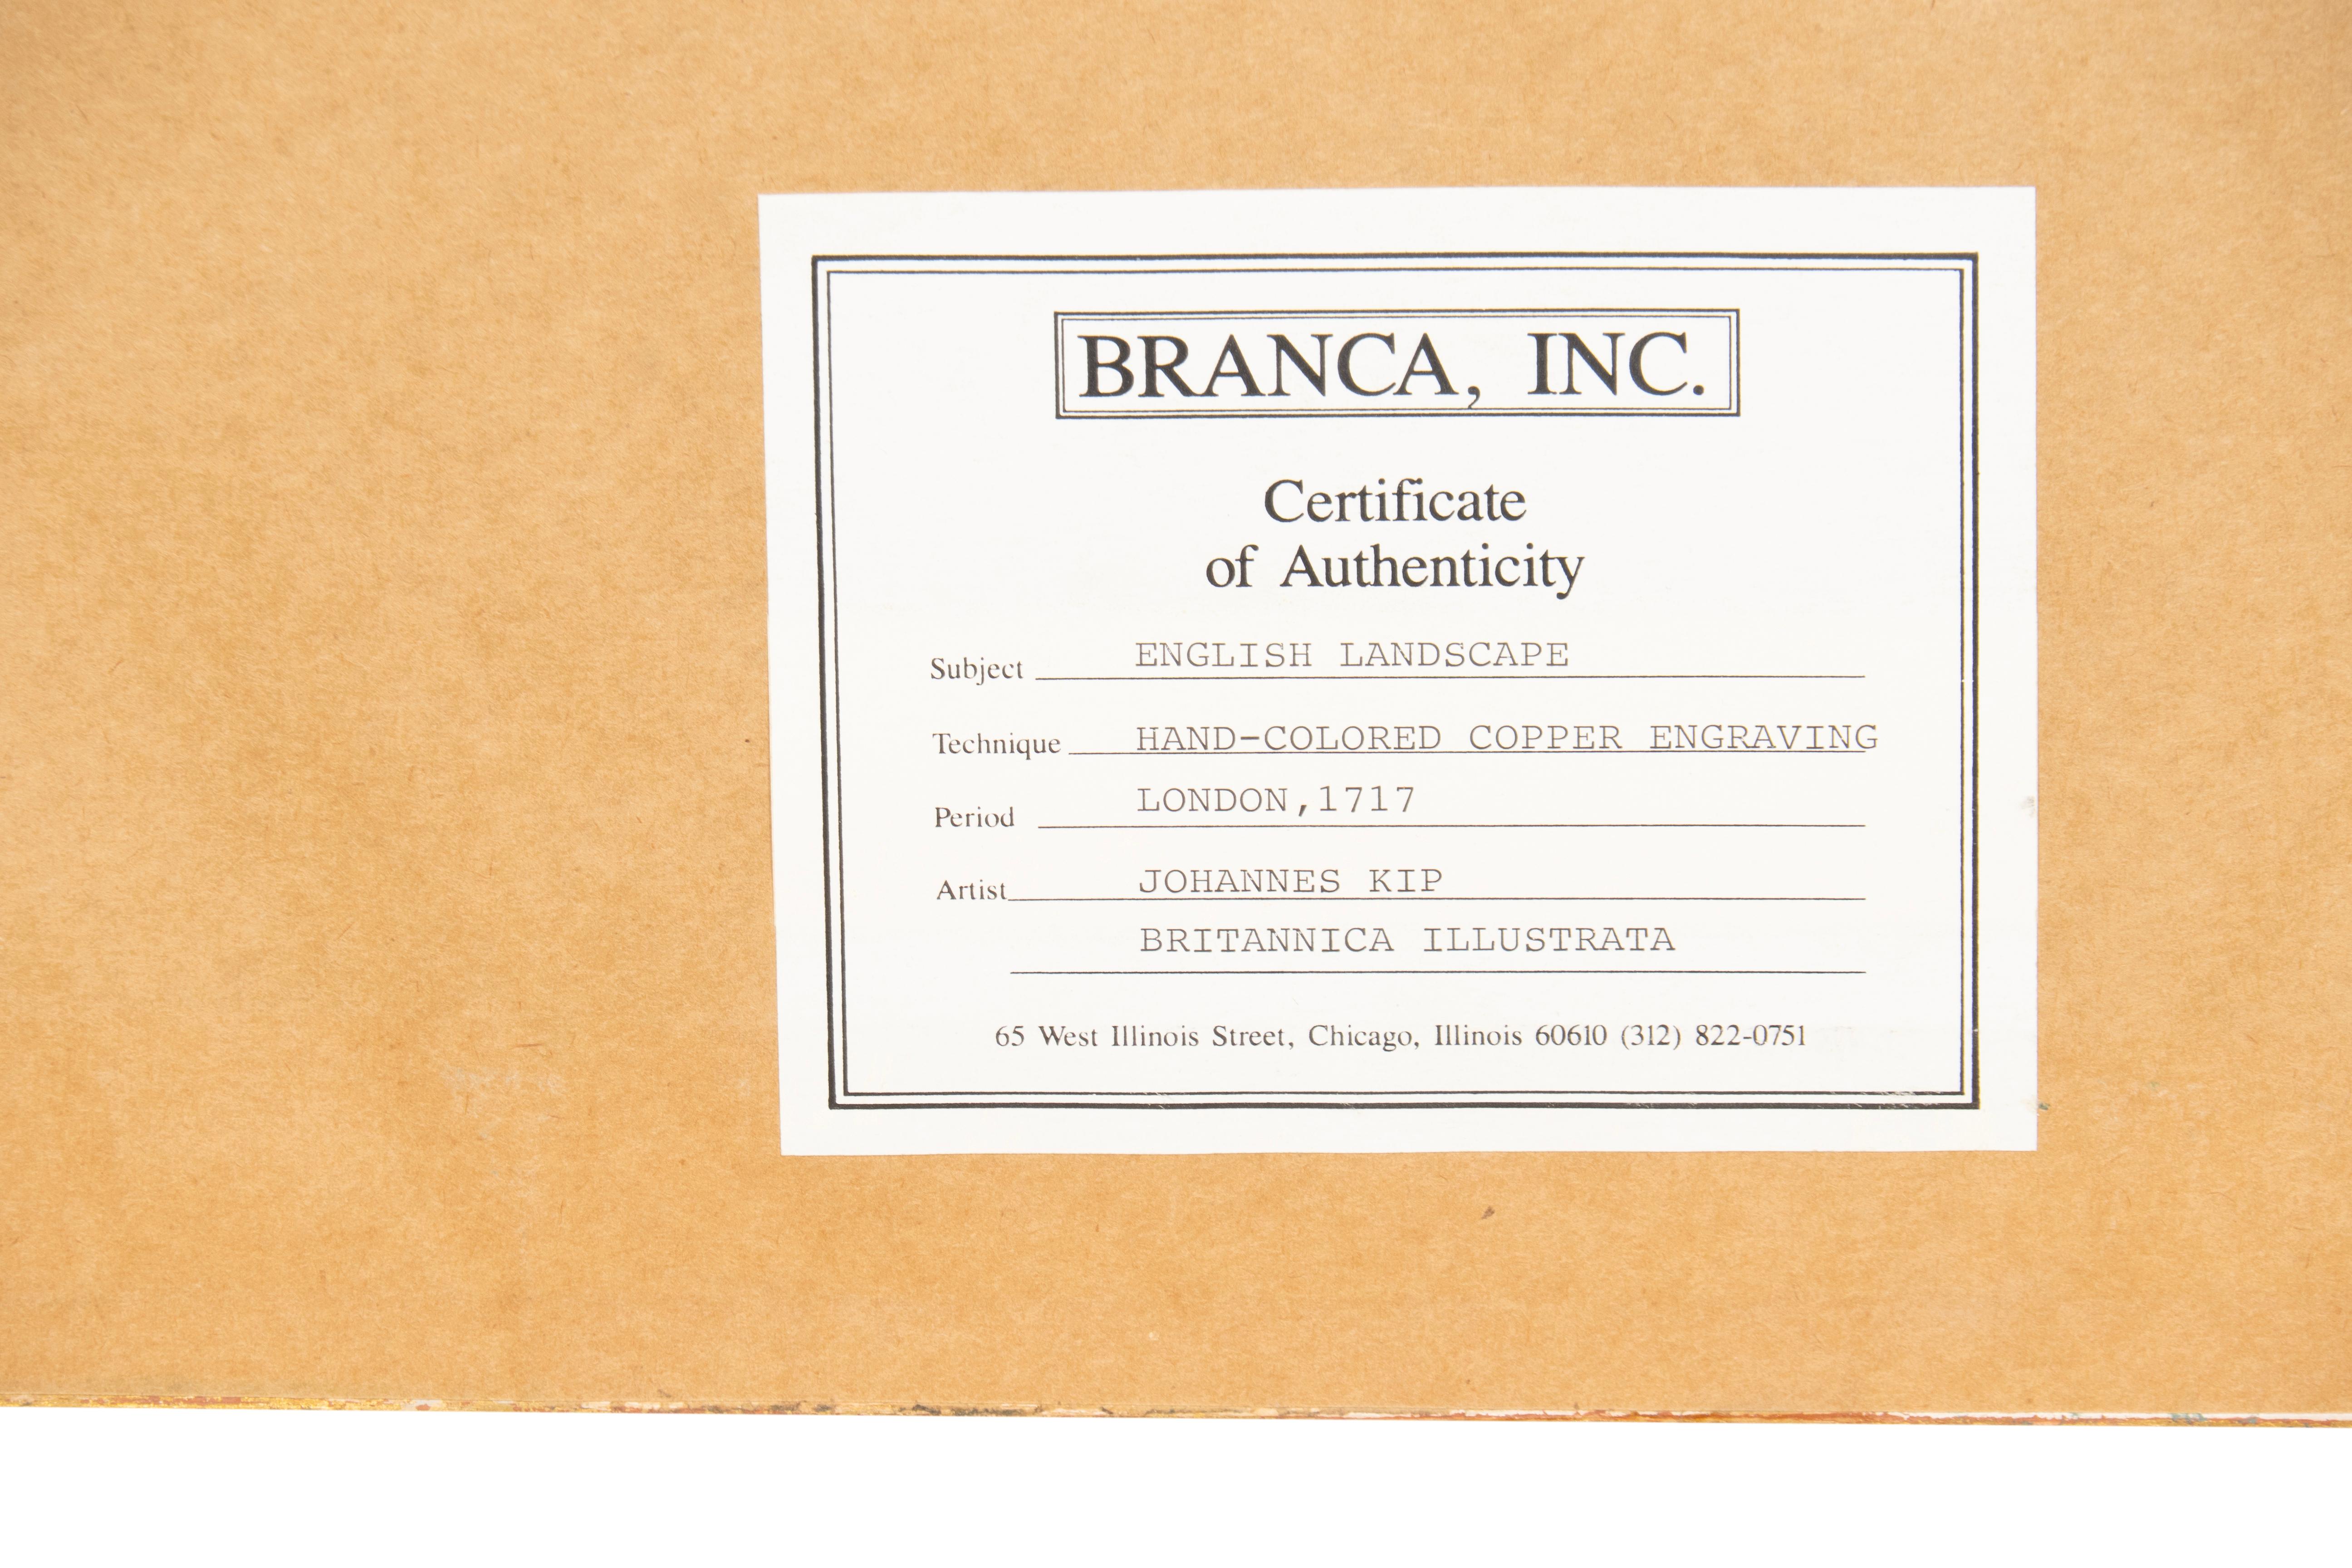 BRANCA, INC.
Certificate
of Authenticity
Subject ENGLISH LANDSCAPE
Technique HAND-COLORED COPPER ENGRAVING
Period LONDON,1717
Artist JOHANNES KIP
BRITANNICA ILLUSTRATA
65 West Illinois Street, Chicago, Illinois 60610 (312) 822-0751